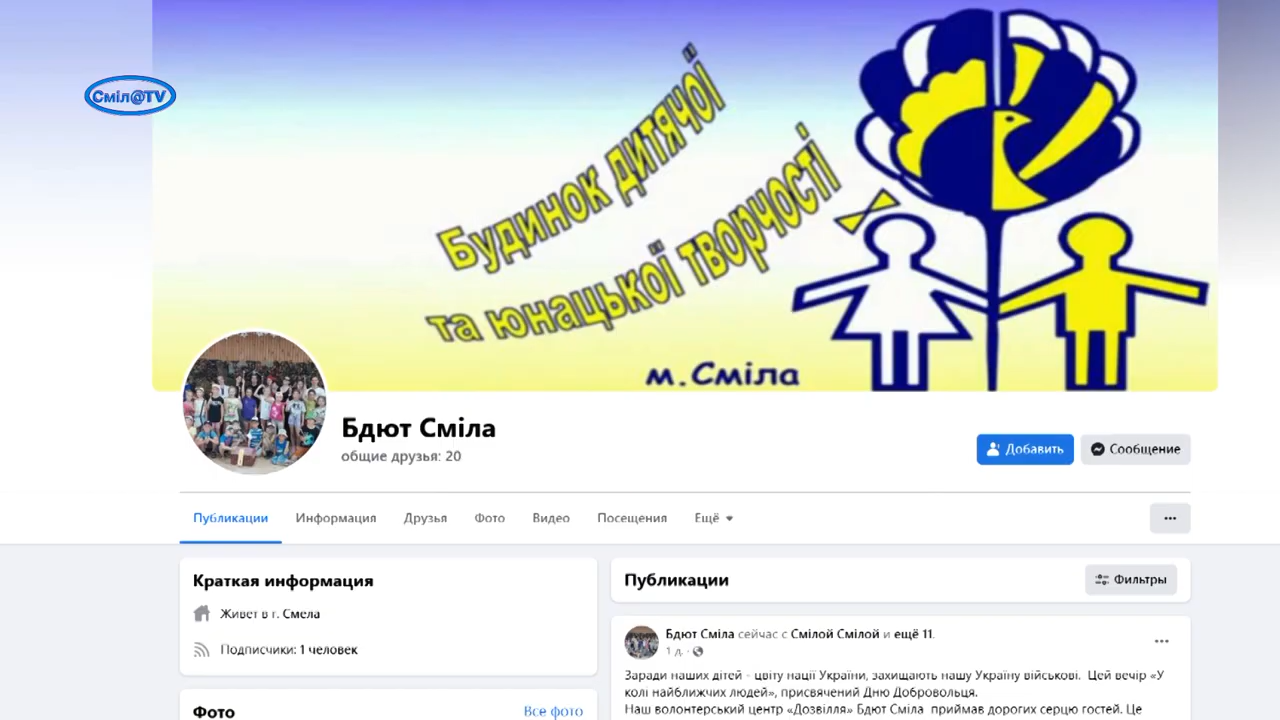 Сміл@TV
Будинок дитячої
та юнацької творчості
м.Сміла
Бдют Сміла
общие друзья: 20
Добавить
Сообщение
Публикации
Информация
Друзья
Фото
Видео
Посещения
Ещё
Краткая информация
Живет в г. Смела
Подписчики: 1 человек
Фото
Все фото
Публикации
Фильтры
Бдют Сміла сейчас с Смілой Смілой и ещё 11.
1 д. ·
Заради наших дітей - цвіту нації України, захищають нашу Україну військові. Цей вечір «У
колі найближчих людей», присвячений Дню Добровольця.
Наш волонтерський центр «Дозвілля» Бдют Сміла приймав дорогих серцю гостей. Це